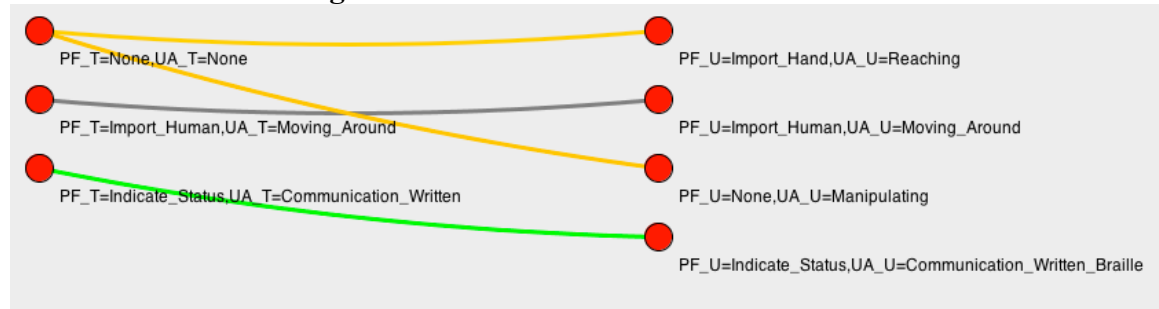 PF_T=None,UA_T=None
PF_U=Import_Hand,UA_U=Reaching
PF_T=Import_Human,UA_T=Moving_Around
PF_U=Import_Human,UA_U=Moving_Around
PF_T=Indicate_Status,UA_T=Communication_Written
PF_U=None,UA_U=Manipulating
PF_U=Indicate_Status,UA_U=Communication_Written_Braille